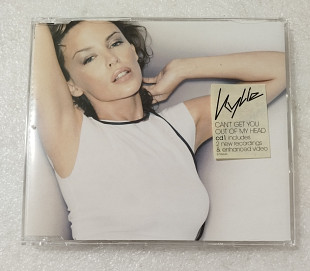 Kylie
CAN'T GET YOU
OUT OF MY HEAD
cd1 includes
2 new recordings
& enhanced video